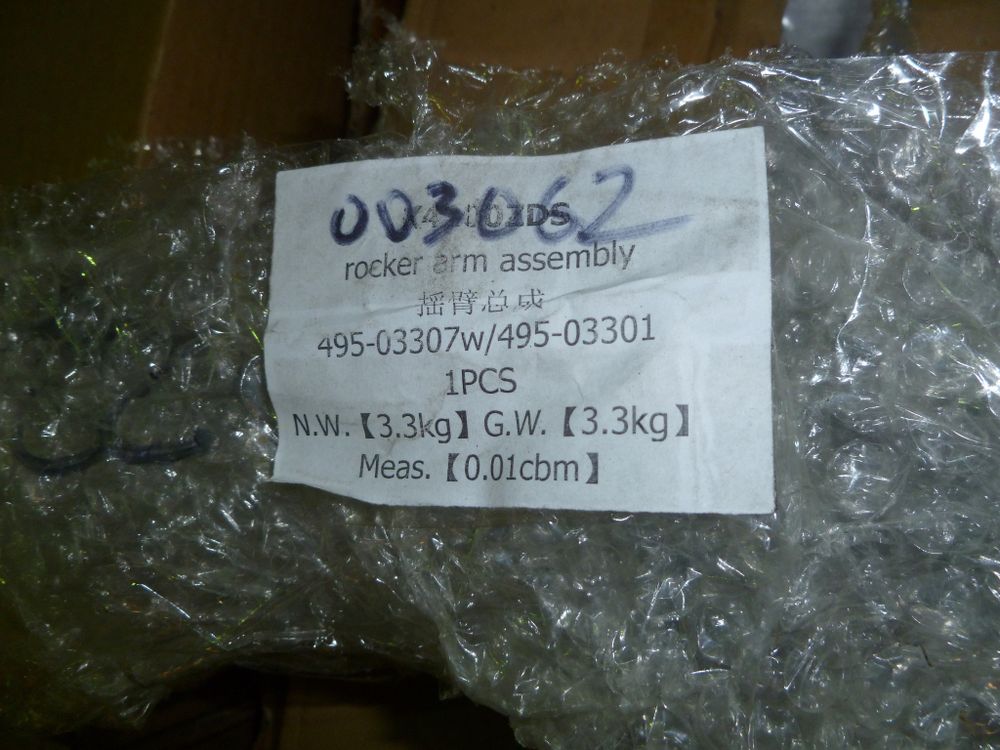 003062
rocker arm assembly
摇臂总成
495-03307w/495-03301
1PCS
N.W.【3.3kg】G.W.【3.3kg】
Meas.【0.01cbm】